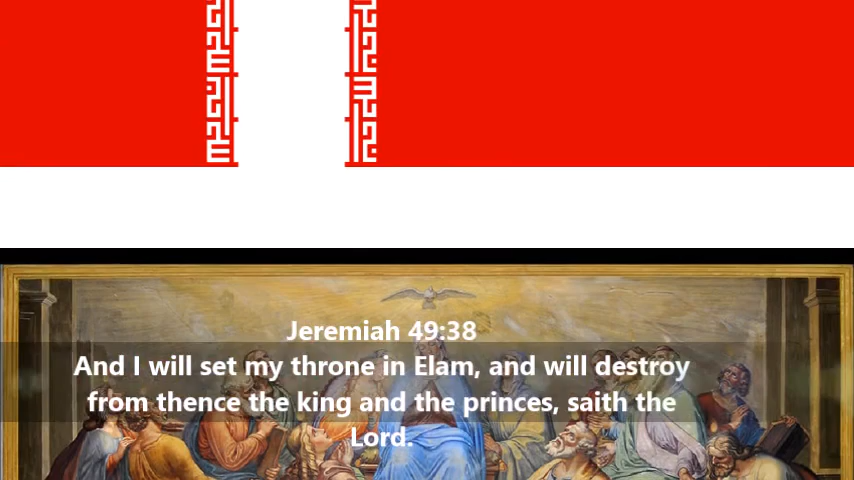 Jeremiah 49:38
And I will set my throne in Elam, and will destroy
from thence the king and the princes, saith the
Lord.